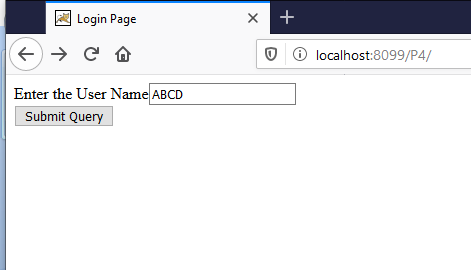 Login Page
localhost:8099/P4/
Enter the User Name ABCD
Submit Query